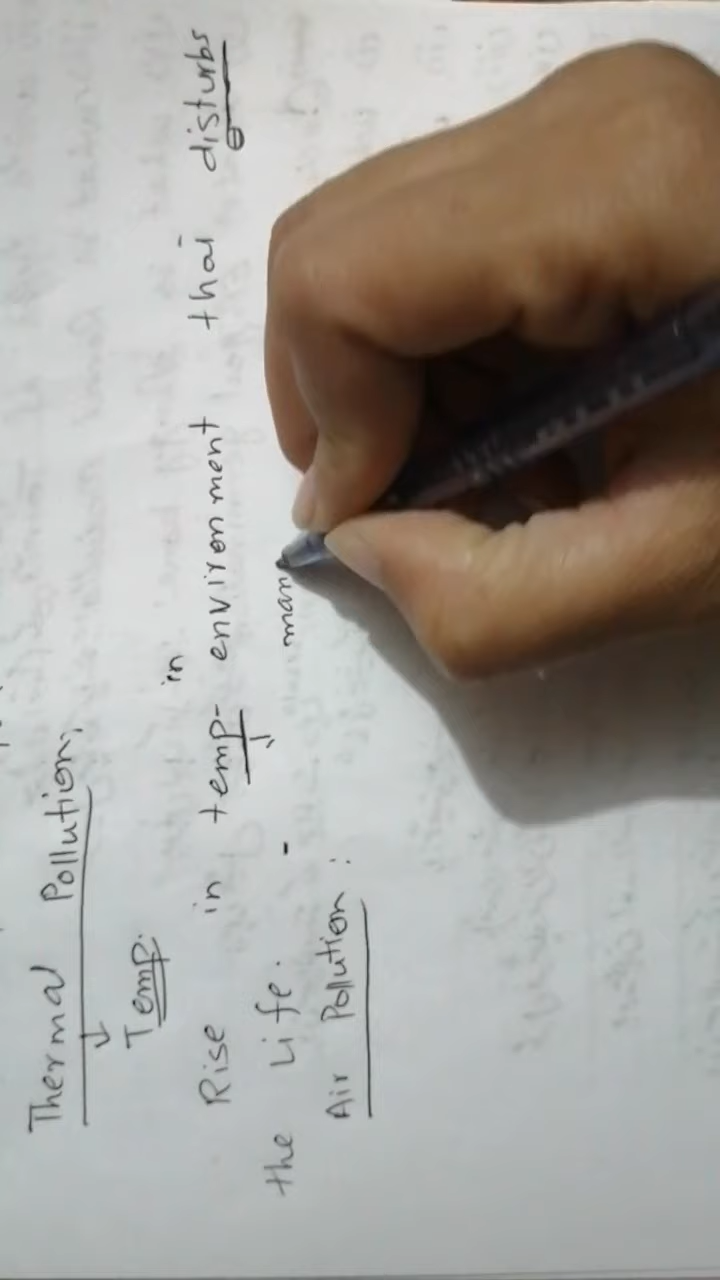 Thermal Pollution;
Temp.
in
Rise in temp- environment that disturbs
the Life. - man
Air Pollution: